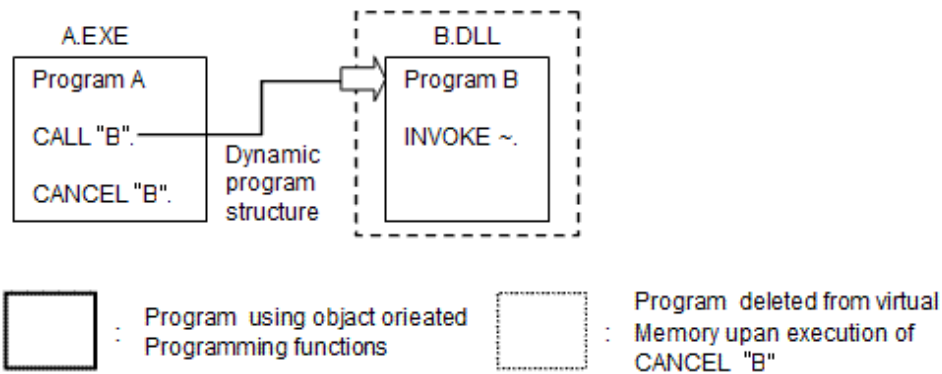 A.EXE
Program A
CALL "B".
CANCEL "B".
Dynamic
program
structure
B.DLL
Program B
INVOKE ~.
: Program using objact orieated
Programming functions
: Program deleted from virtual
Memory upan execution of
CANCEL "B"